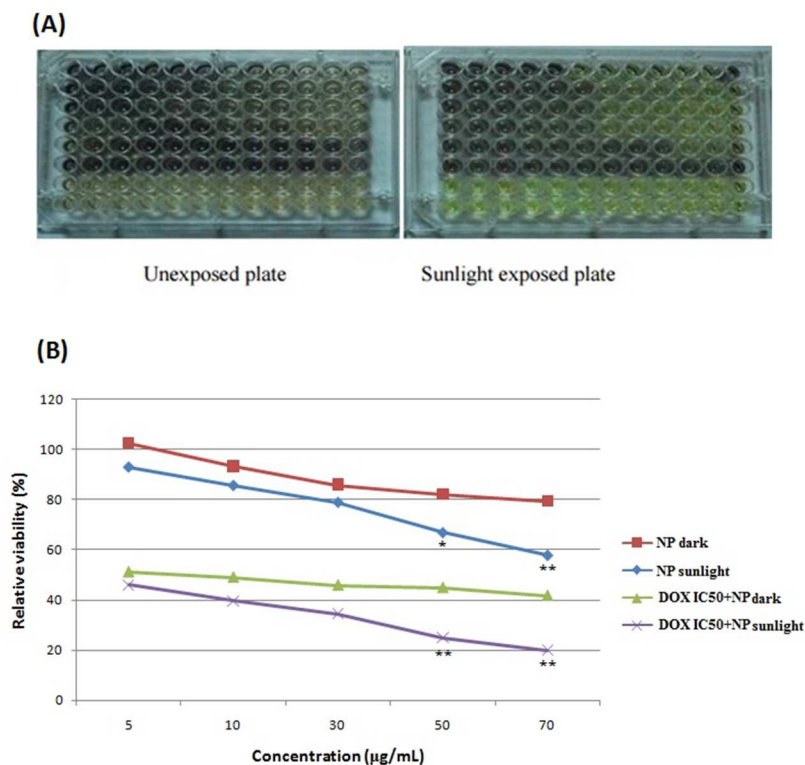 (A)
Unexposed plate
Sunlight exposed plate
(B)
120
100
80
60
40
20
0
Relative viability (%)
*
**
**
**
5 10 30 50 70
Concentration (µg/mL)
NP dark
NP sunlight
DOX IC50+NP dark
DOX IC50+NP sunlight